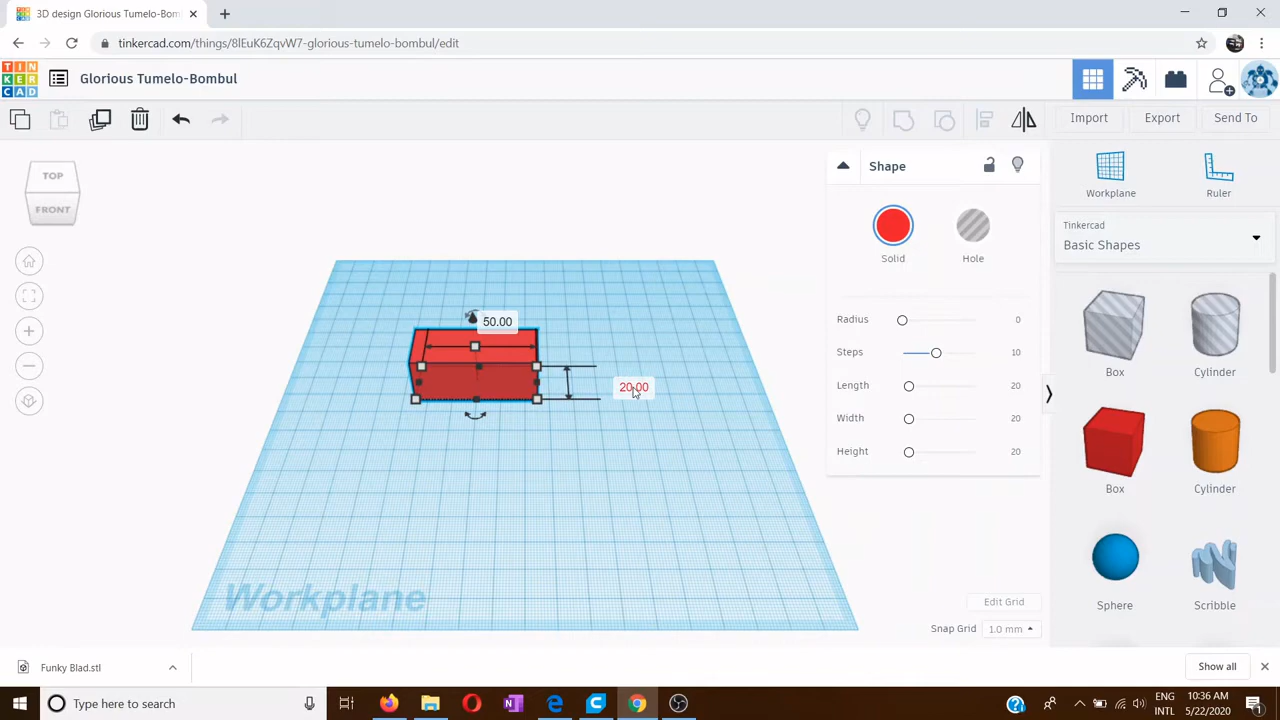 3D design Glorious Tumelo-Bom
tinkercad.com/things/8lEuK6ZqvW7-glorious-tumelo-bombul/edit
TIN
KER
CAD
Glorious Tumelo-Bombul
Import
Export
Send To
TOP
FRONT
Shape
Solid
Hole
Radius
0
Steps
10
Length
20
Width
20
Height
20
50.00
20.00
Workplane
Workplane
Ruler
Tinkercad
Basic Shapes
Box
Cylinder
Box
Cylinder
Sphere
Scribble
Edit Grid
Snap Grid
1.0 mm
Funky Blad.stl
Show all
Type here to search
ENG
INTL
10:36 AM
5/22/2020